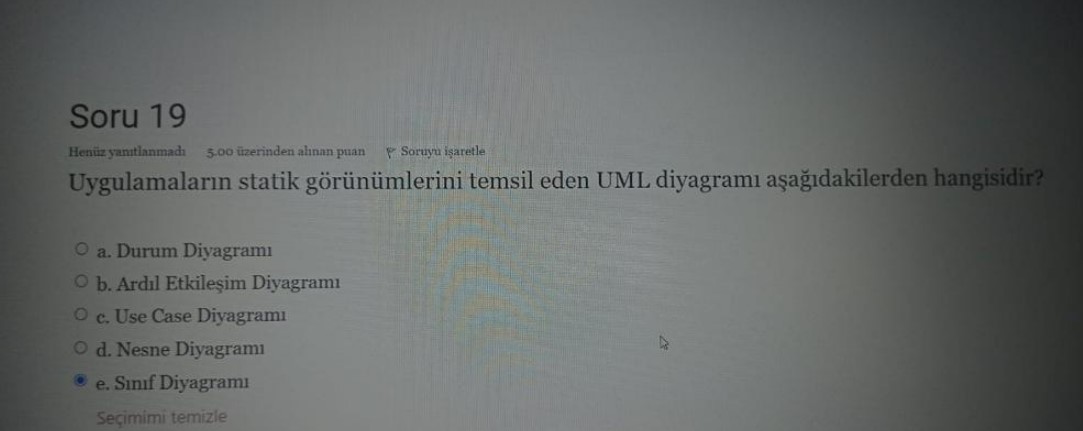 Soru 19
Henüz yanıtlanmadı 5.00 üzerinden alınan puan Soruyu işaretle
Uygulamaların statik görünümlerini temsil eden UML diyagramı aşağıdakilerden hangisidir?
a. Durum Diyagramı
b. Ardıl Etkileşim Diyagramı
c. Use Case Diyagramı
d. Nesne Diyagramı
e. Sınıf Diyagramı
Seçimimi temizle